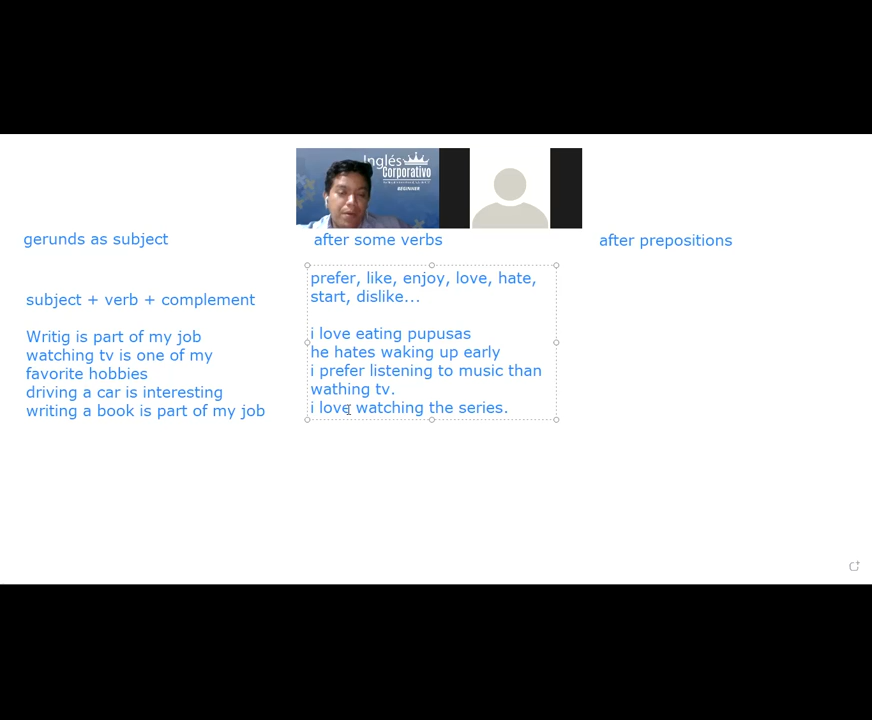 Inglés
Corporativo
BEGINNER
gerunds as subject
after some verbs
after prepositions
subject + verb + complement
Writig is part of my job
watching tv is one of my
favorite hobbies
driving a car is interesting
writing a book is part of my job
prefer, like, enjoy, love, hate,
start, dislike...
i love eating pupusas
he hates waking up early
i prefer listening to music than
wathing tv.
i love watching the series.